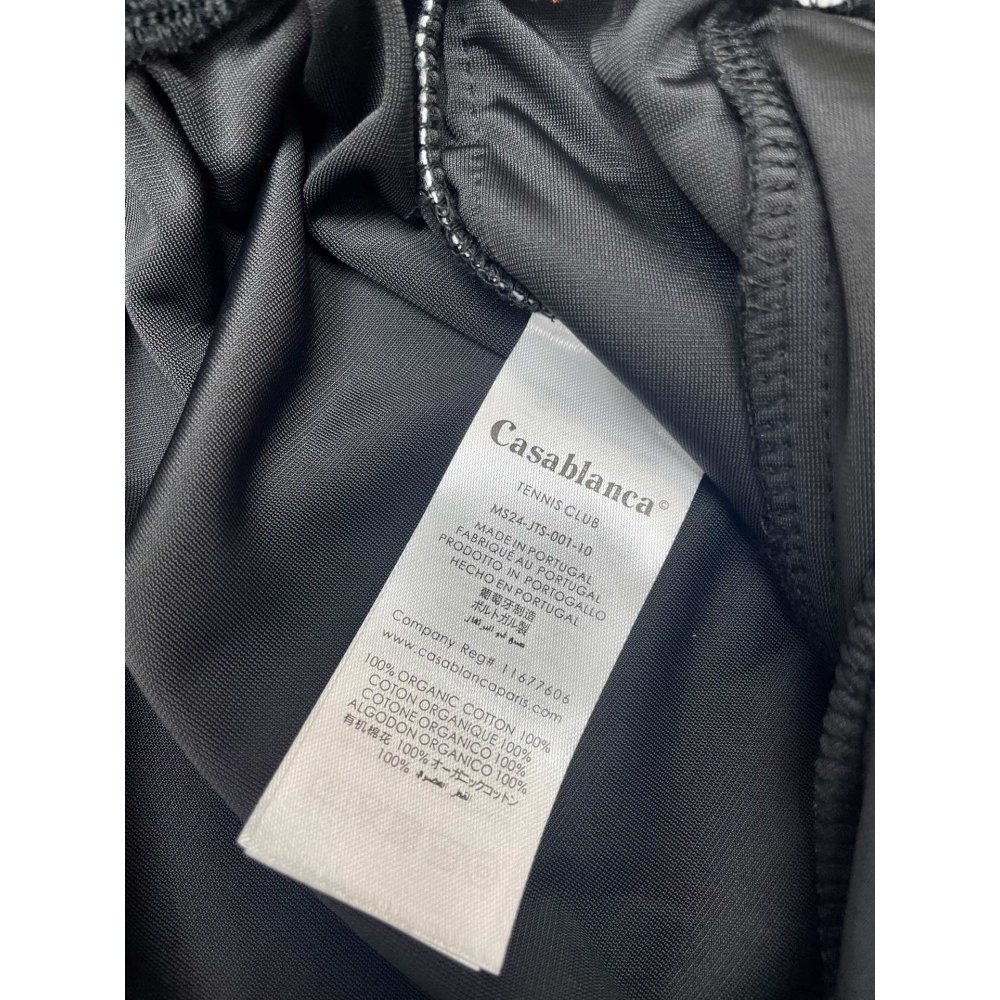 Casablanca©
TENNIS CLUB
MS24-JTS-001-10
MADE IN PORTUGAL
FABRIQUÉ AU PORTUGAL
PRODOTTO IN PORTOGALLO
HECHO EN PORTUGAL
葡萄牙制造
ポルトガル製
Company Reg# 11677606
www.casablancaparis.com
100% ORGANIC COTTON 100%
COTON ORGANIQUE 100%
COTONE ORGANICO 100%
ALGODON ORGANICO 100%
有机棉花 100% オーガニックコットン
100%